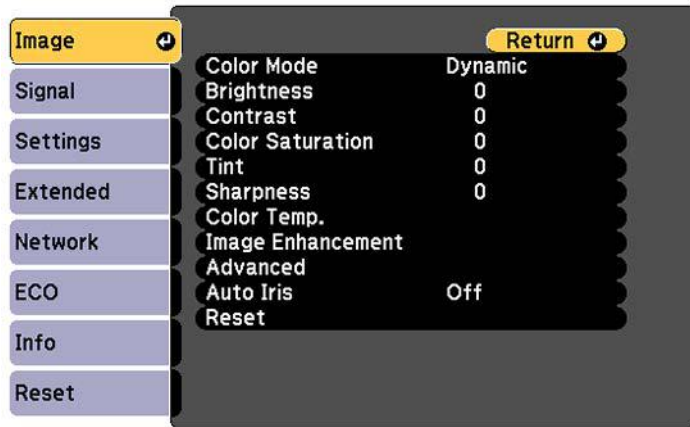 Image
Signal
Settings
Extended
Network
ECO
Info
Reset
Return
Color Mode Dynamic
Brightness 0
Contrast 0
Color Saturation 0
Tint 0
Sharpness 0
Color Temp.
Image Enhancement
Advanced
Auto Iris Off
Reset